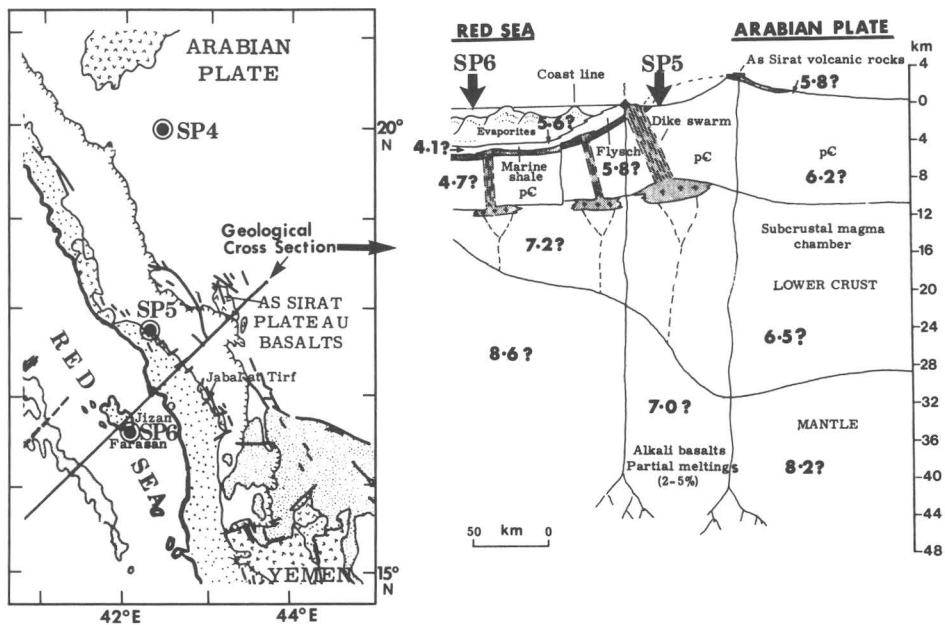 ARABIAN
PLATE
SP4
20°
N
Geological
Cross Section
AS SIRAT
PLATEAU
BASALTS
SP5
Jabal at Tirf
RED
SEA
Jizan
SP6
Farasan
YEMEN
15°
N
42°E
44°E
RED SEA
ARABIAN PLATE
km
SP6
SP5
Coast line
As Sirat volcanic rocks
5·8?
4
0
-4
-8
-12
-16
-20
-24
-28
-32
-36
-40
-44
-48
Evaporites
5·6?
Dike swarm
4·1?
4·7?
Marine
shale
p€
Flysch
5·8?
p€
p€
6·2?
7·2?
Subcrustal magma
chamber
LOWER CRUST
6·5?
8·6?
7·0?
MANTLE
8·2?
Alkali basalts
Partial meltings
(2-5%)
50 km 0